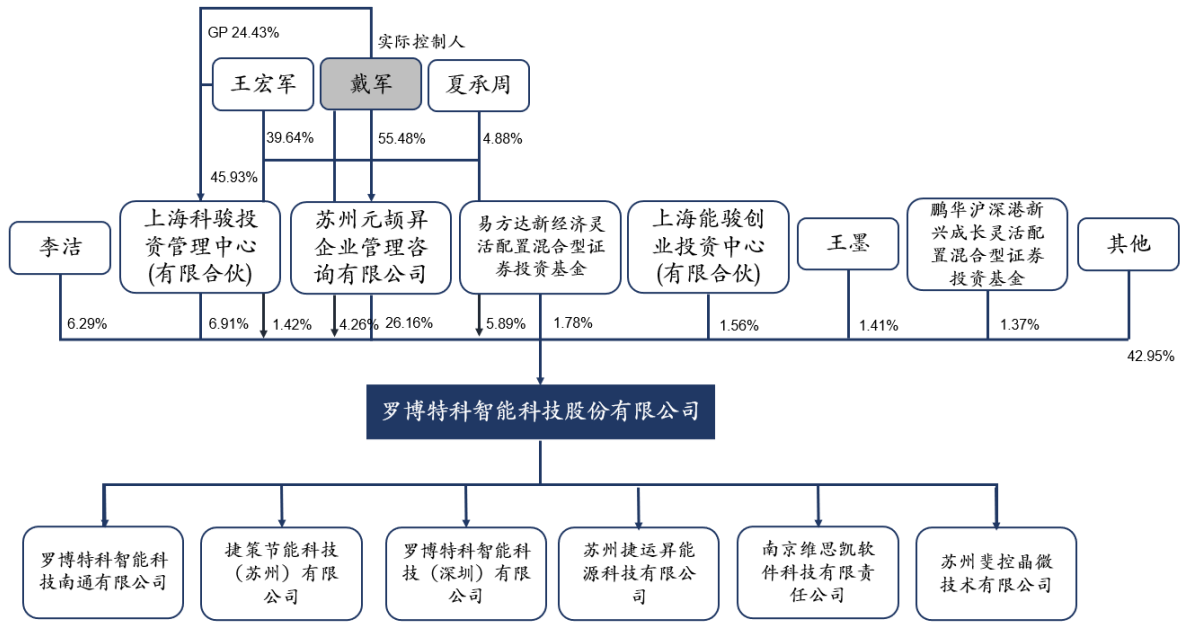 GP 24.43%
实际控制人
王宏军
戴军
夏承周
39.64%
55.48%
4.88%
45.93%
李洁
上海科骏投
资管理中心
(有限合伙)
苏州元颉昇
企业管理咨
询有限公司
易方达新经济灵
活配置混合型证
券投资基金
上海能骏创
业投资中心
(有限合伙)
王墨
鹏华沪深港新
兴成长灵活配
置混合型证券
投资基金
其他
6.29%
6.91%
1.42%
4.26%
26.16%
5.89%
1.78%
1.56%
1.41%
1.37%
42.95%
罗博特科智能科技股份有限公司
罗博特科智能科
技南通有限公司
捷策节能科技
（苏州）有限
公司
罗博特科智能科
技（深圳）有限
公司
苏州捷运昇能
源科技有限公
司
南京维思凯软
件科技有限责
任公司
苏州斐控晶微
技术有限公司